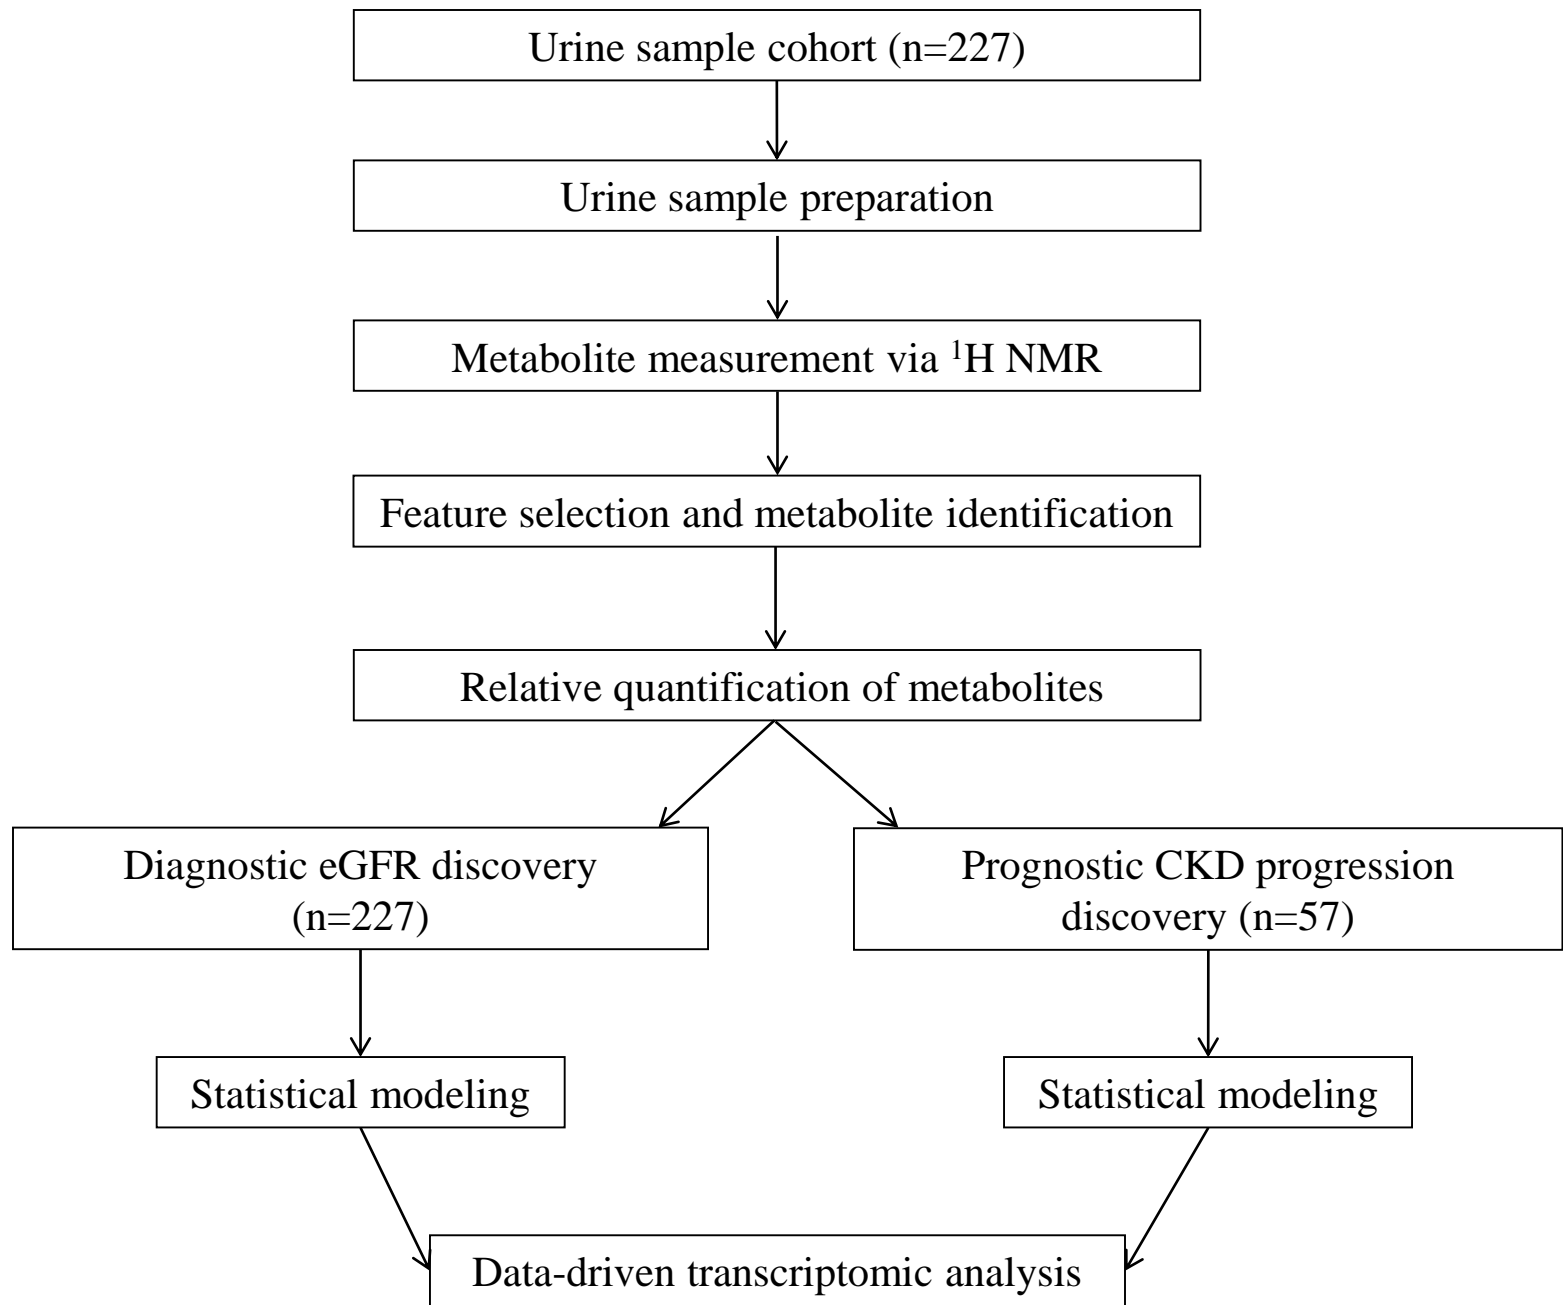 Urine sample cohort (n=227)
Urine sample preparation
Metabolite measurement via ¹H NMR
Feature selection and metabolite identification
Relative quantification of metabolites
Diagnostic eGFR discovery
(n=227)
Prognostic CKD progression
discovery (n=57)
Statistical modeling
Statistical modeling
Data-driven transcriptomic analysis